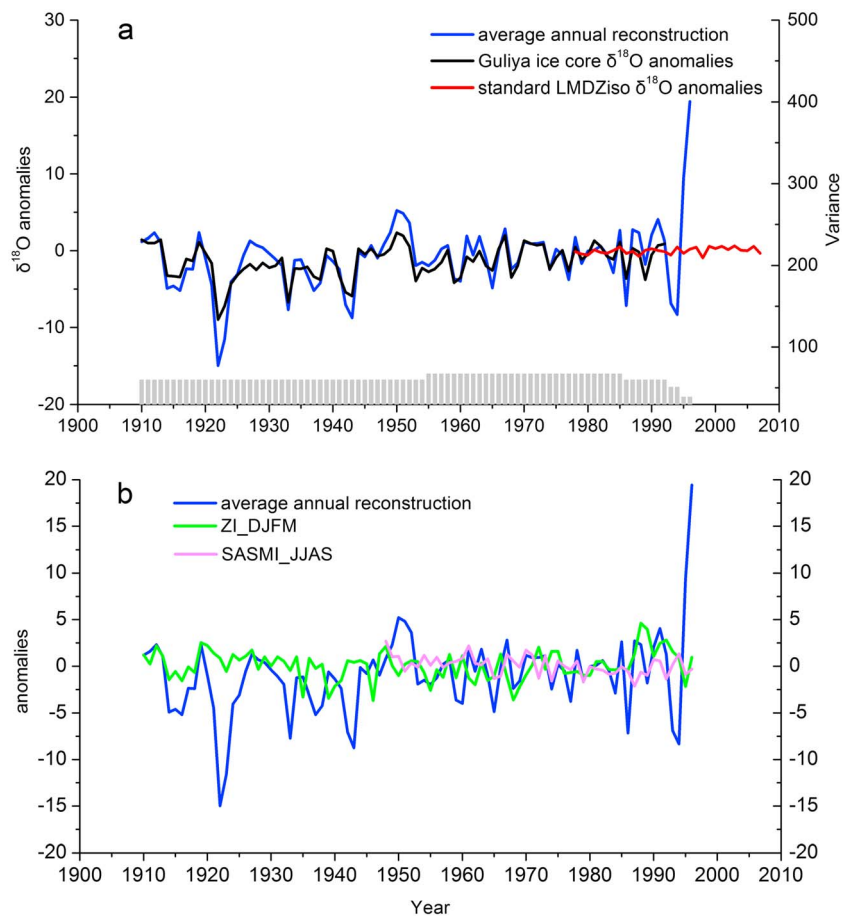 a
average annual reconstruction
Guliya ice core δ¹⁸O anomalies
standard LMDZiso δ¹⁸O anomalies
30
20
10
0
-10
-20
δ¹⁸O anomalies
500
400
300
200
100
Variance
1900 1910 1920 1930 1940 1950 1960 1970 1980 1990 2000 2010
b
average annual reconstruction
ZI_DJFM
SASMI_JJAS
20
15
10
5
0
-5
-10
-15
-20
anomalies
20
15
10
5
0
-5
-10
-15
-20
1900 1910 1920 1930 1940 1950 1960 1970 1980 1990 2000 2010
Year